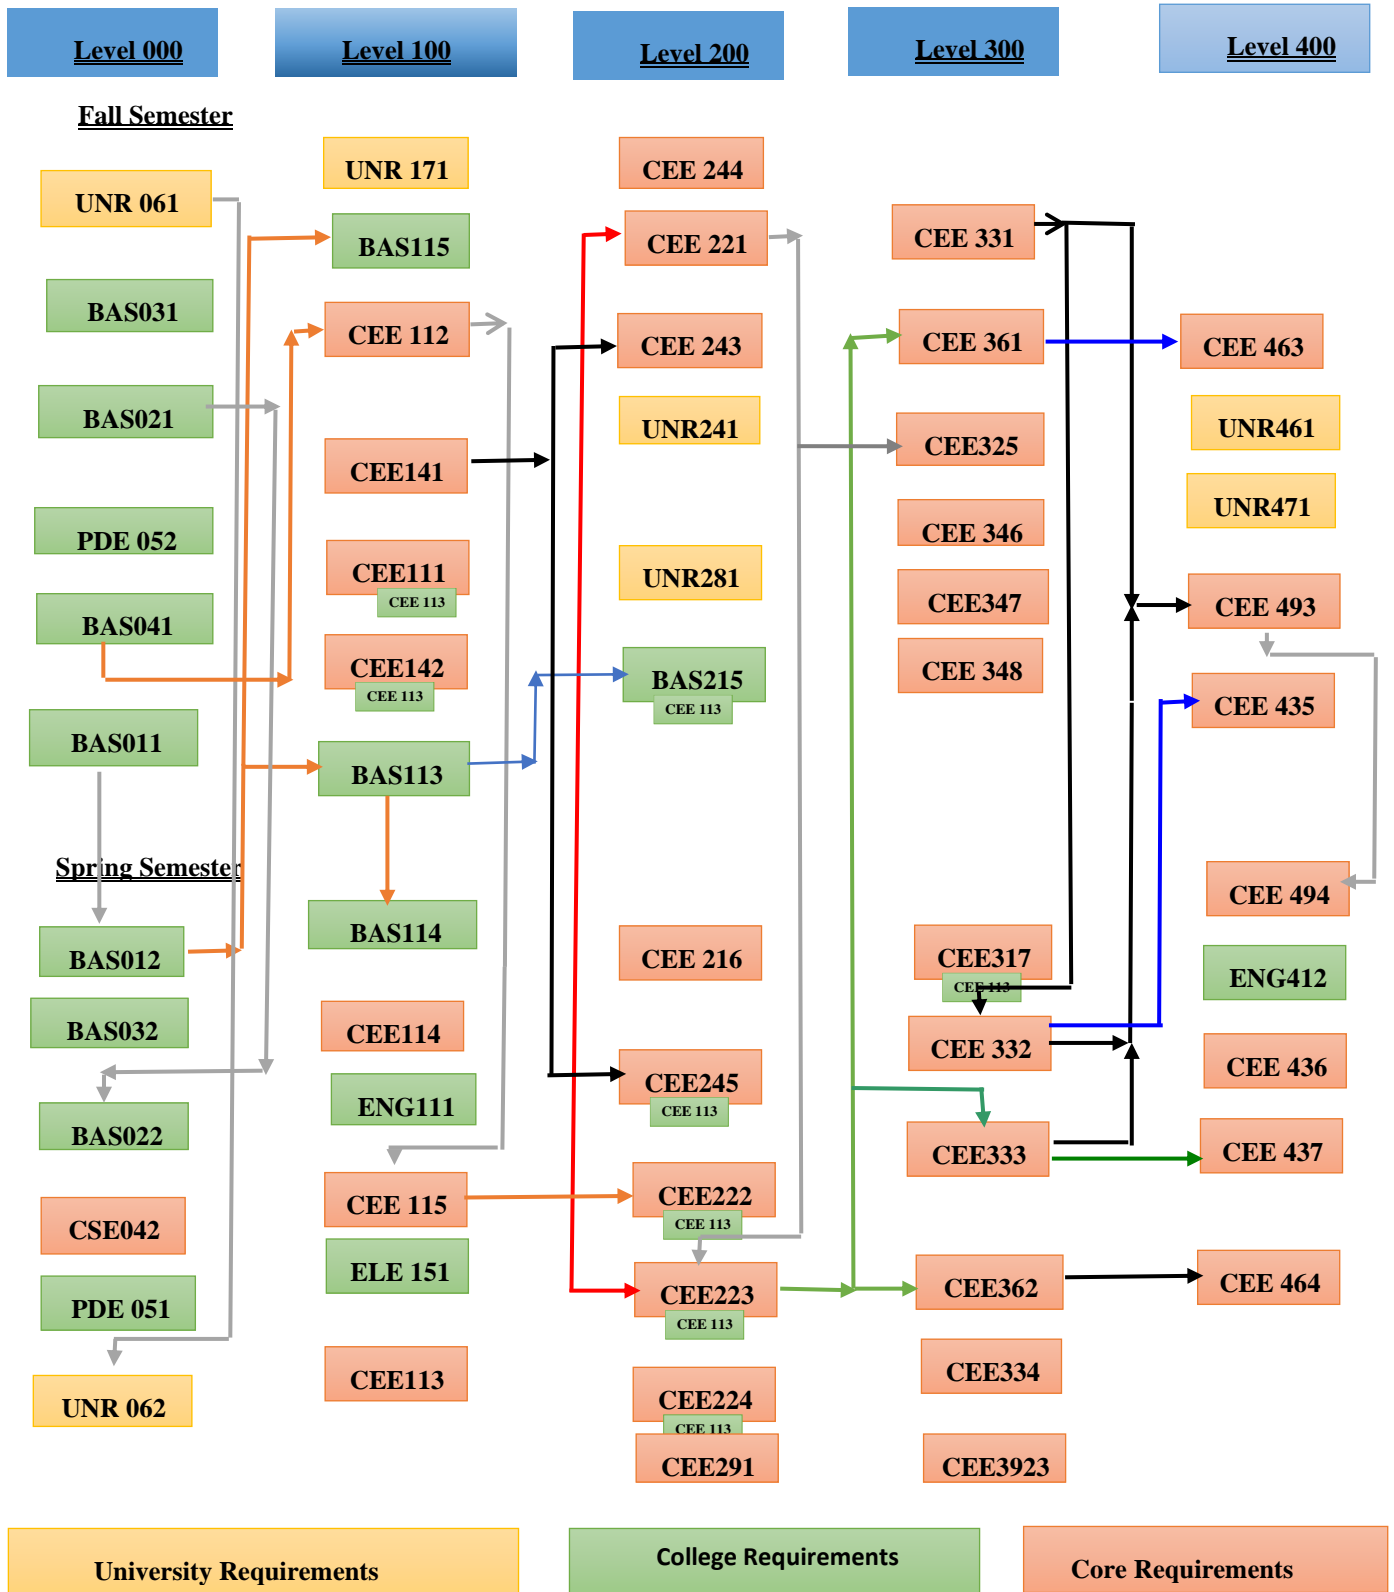 Level 000
Level 100
Level 200
Level 300
Level 400
Fall Semester
UNR 061
BAS031
BAS021
PDE 052
BAS041
BAS011
Spring Semester
BAS012
BAS032
BAS022
CSE042
PDE 051
UNR 062
UNR 171
BAS115
CEE 112
CEE141
CEE111
CEE 113
CEE142
CEE 113
BAS113
BAS114
CEE114
ENG111
CEE 115
ELE 151
CEE113
CEE 244
CEE 221
CEE 243
UNR241
UNR281
BAS215
CEE 113
CEE 216
CEE245
CEE 113
CEE222
CEE 113
CEE223
CEE 113
CEE224
CEE 113
CEE291
CEE 331
CEE 361
CEE325
CEE 346
CEE347
CEE 348
CEE317
CEE 113
CEE 332
CEE333
CEE362
CEE334
CEE3923
CEE 463
UNR461
UNR471
CEE 493
CEE 435
CEE 494
ENG412
CEE 436
CEE 437
CEE 464
University Requirements
College Requirements
Core Requirements